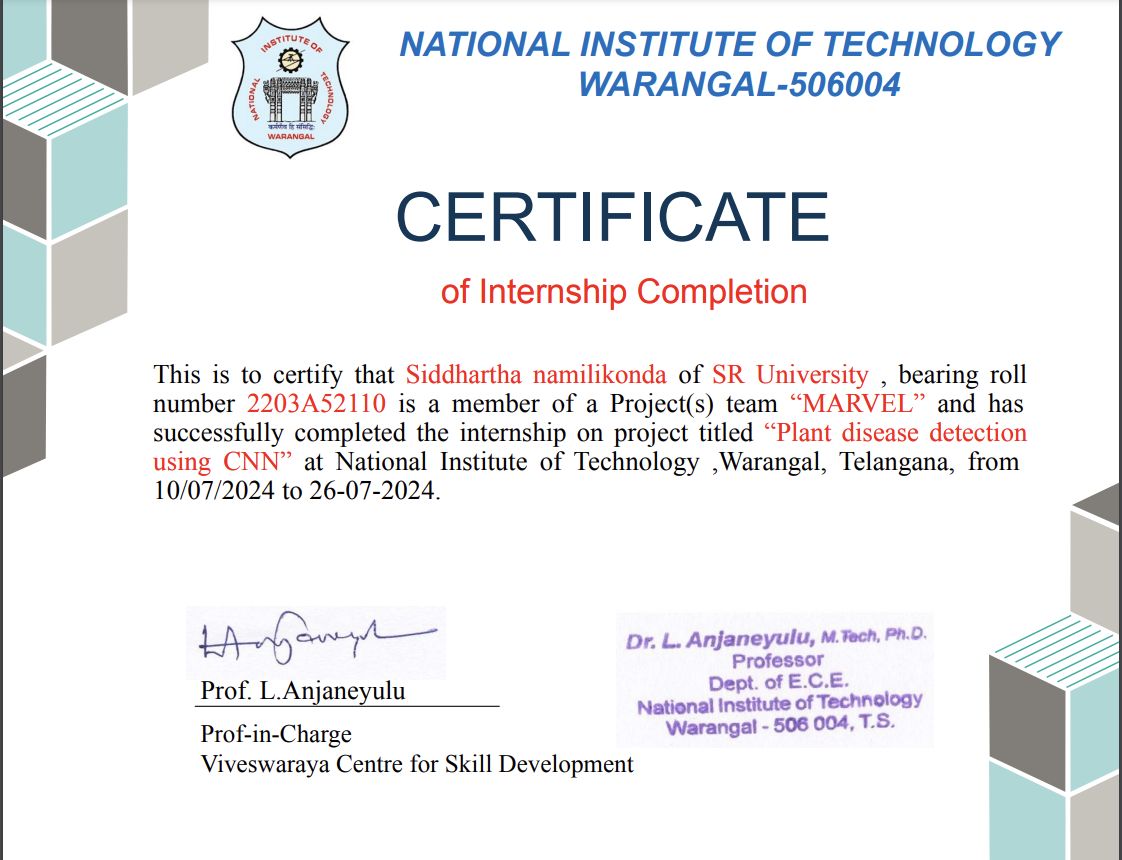 NATIONAL INSTITUTE OF TECHNOLOGY
WARANGAL-506004
INSTITUTE OF
NATIONAL
TECHNOLOGY
कर्मणैव हि संसिद्धिः
WARANGAL
CERTIFICATE
of Internship Completion
This is to certify that Siddhartha namilikonda of SR University , bearing roll
number 2203A52110 is a member of a Project(s) team “MARVEL” and has
successfully completed the internship on project titled “Plant disease detection
using CNN” at National Institute of Technology ,Warangal, Telangana, from
10/07/2024 to 26-07-2024.
LAnjaneyulu
Prof. L.Anjaneyulu
Prof-in-Charge
Viveswaraya Centre for Skill Development
Dr. L. Anjaneyulu, M.Tech, Ph.D.
Professor
Dept. of E.C.E.
National Institute of Technology
Warangal - 506 004, T.S.